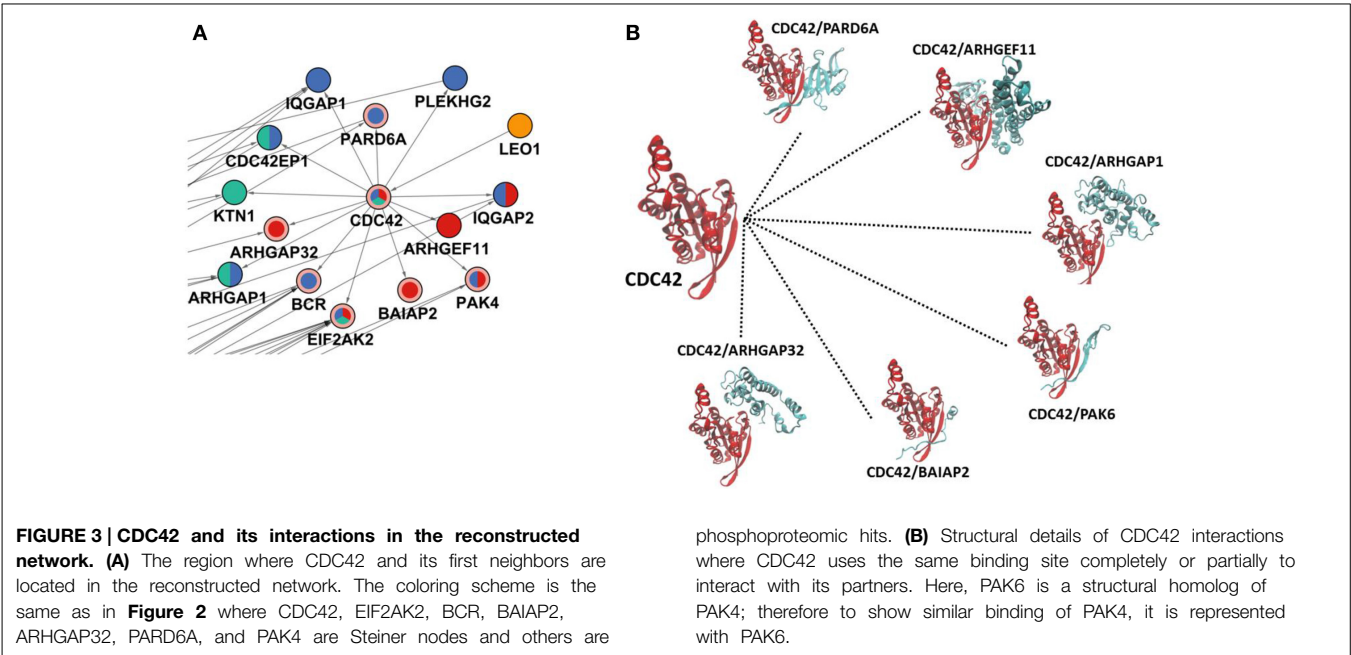 A
IQGAP1
PLEKHG2
PARD6A
LEO1
CDC42EP1
KTN1
CDC42
IQGAP2
ARHGAP32
ARHGEF11
ARHGAP1
BCR
BAIAP2
PAK4
EIF2AK2
B
CDC42/PARD6A
CDC42/ARHGEF11
CDC42/ARHGAP1
CDC42
CDC42/PAK6
CDC42/ARHGAP32
CDC42/BAIAP2
FIGURE 3 | CDC42 and its interactions in the reconstructed
network. (A) The region where CDC42 and its first neighbors are
located in the reconstructed network. The coloring scheme is the
same as in Figure 2 where CDC42, EIF2AK2, BCR, BAIAP2,
ARHGAP32, PARD6A, and PAK4 are Steiner nodes and others are
phosphoproteomic hits. (B) Structural details of CDC42 interactions
where CDC42 uses the same binding site completely or partially to
interact with its partners. Here, PAK6 is a structural homolog of
PAK4; therefore to show similar binding of PAK4, it is represented
with PAK6.